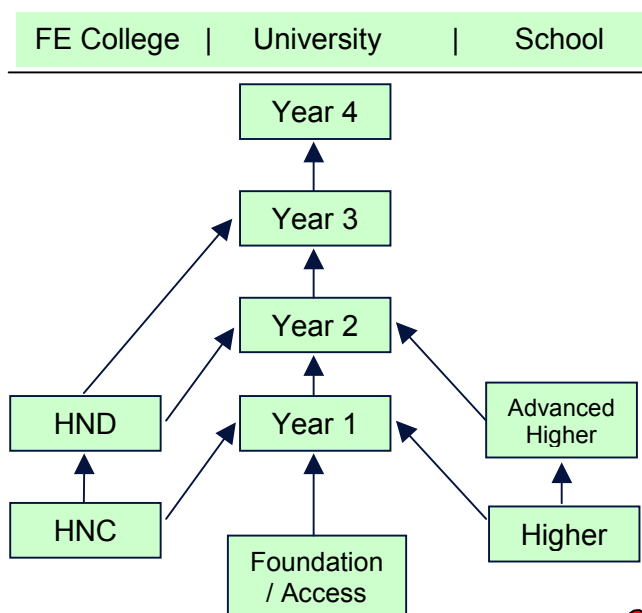 FE College | University | School
Year 4
Year 3
Year 2
HND
Year 1
Advanced
Higher
HNC
Higher
Foundation
/ Access